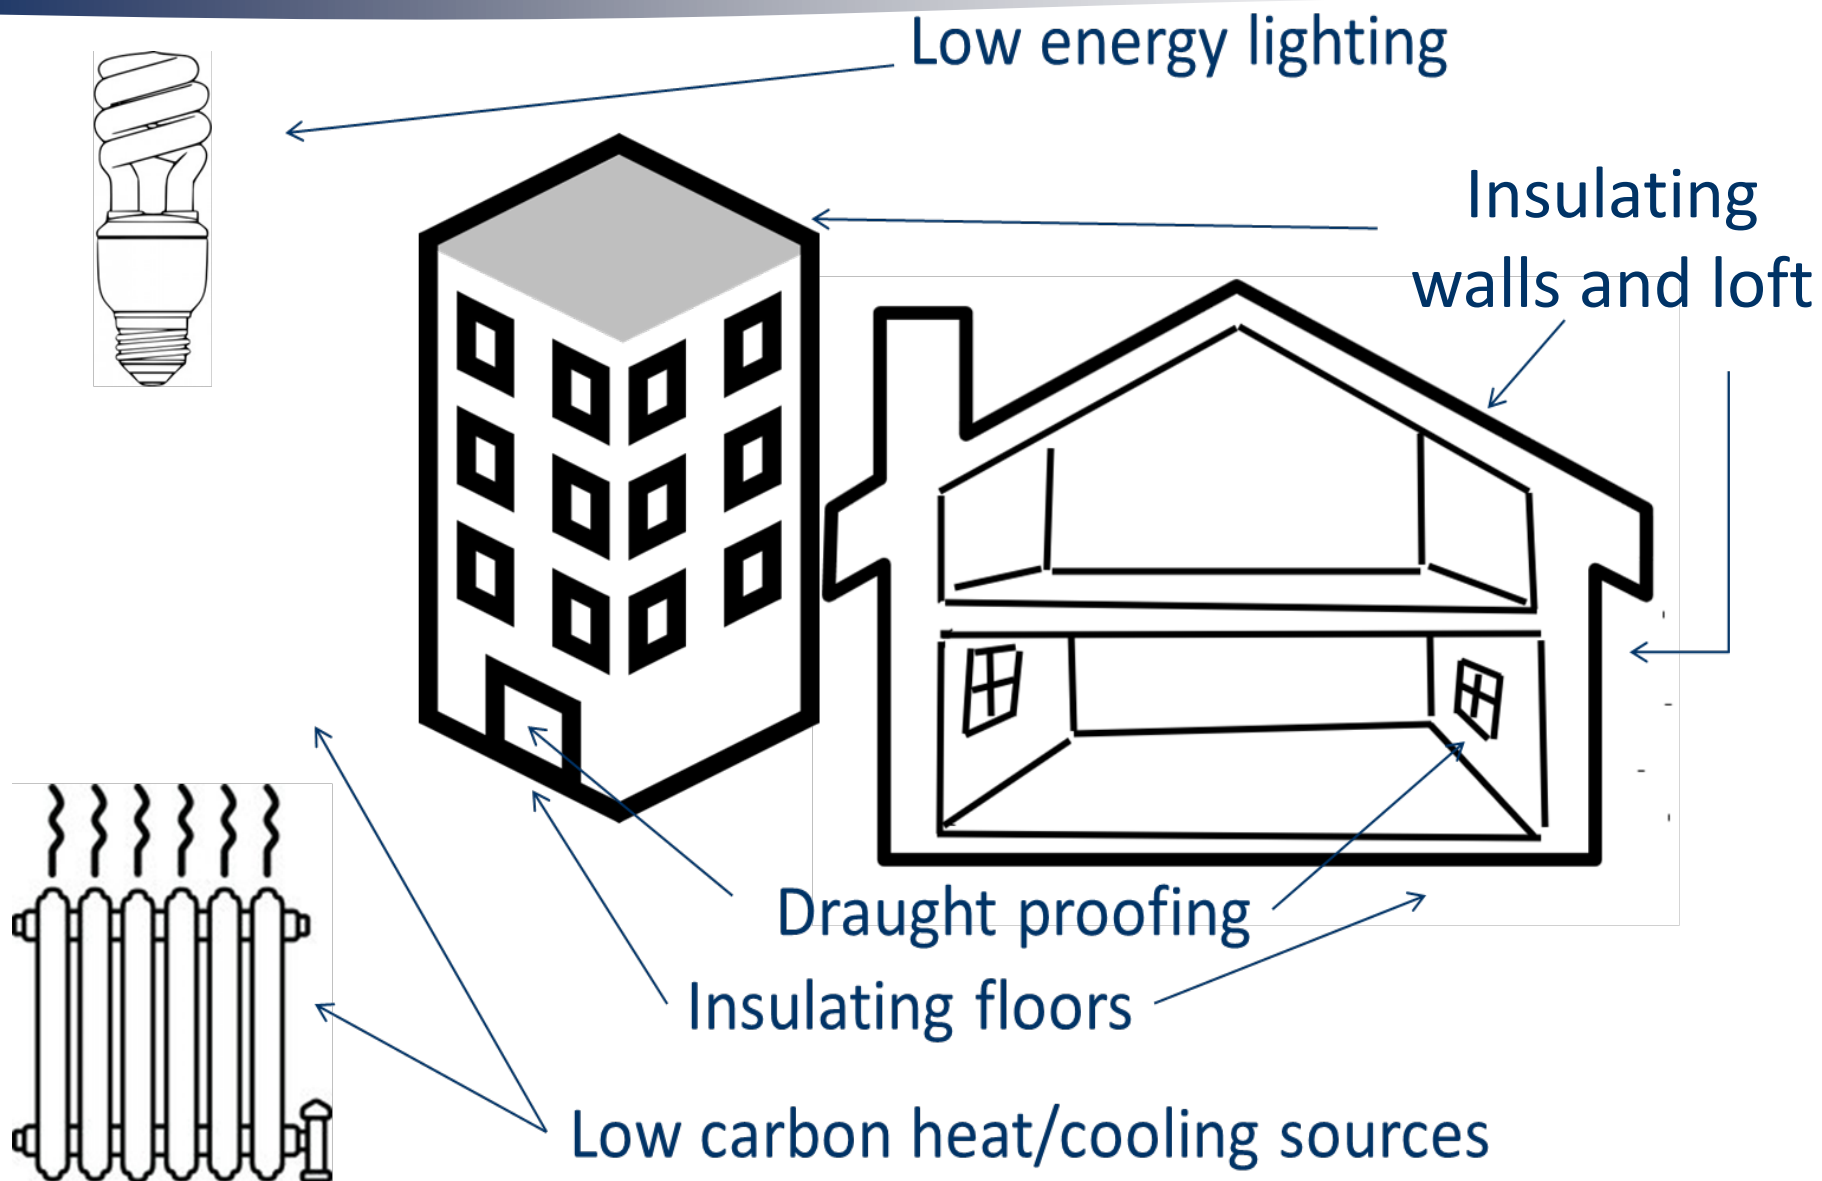 Low energy lighting
Insulating
walls and loft
Draught proofing
Insulating floors
Low carbon heat/cooling sources